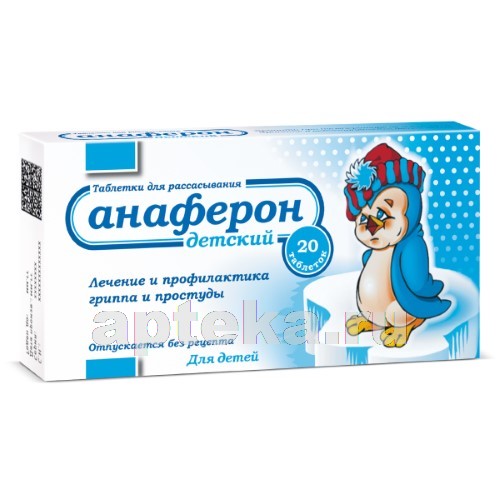 Таблетки для рассасывания
анаферон
детский
20
таблеток
Лечение и профилактика
гриппа и простуды
apteka.ru
Отпускается без рецепта
Для детей